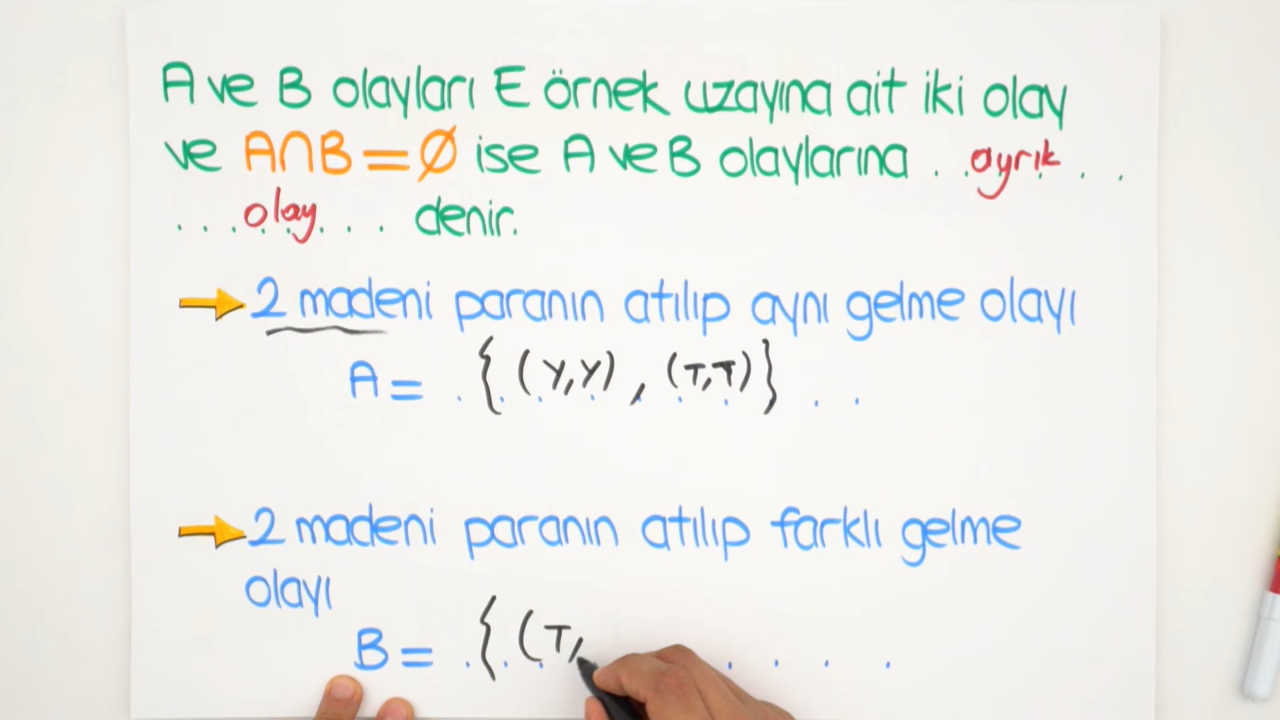 A ve B olayları E örnek uzayına ait iki olay
ve A∩B=∅ ise A ve B olaylarına . . ayrık . .
. . . olay . . . denir.
2 madeni paranın atılıp aynı gelme olayı
A = . {(Y,Y), (T,T)} . .
2 madeni paranın atılıp farklı gelme
olayı
B = . {(T, . . . .